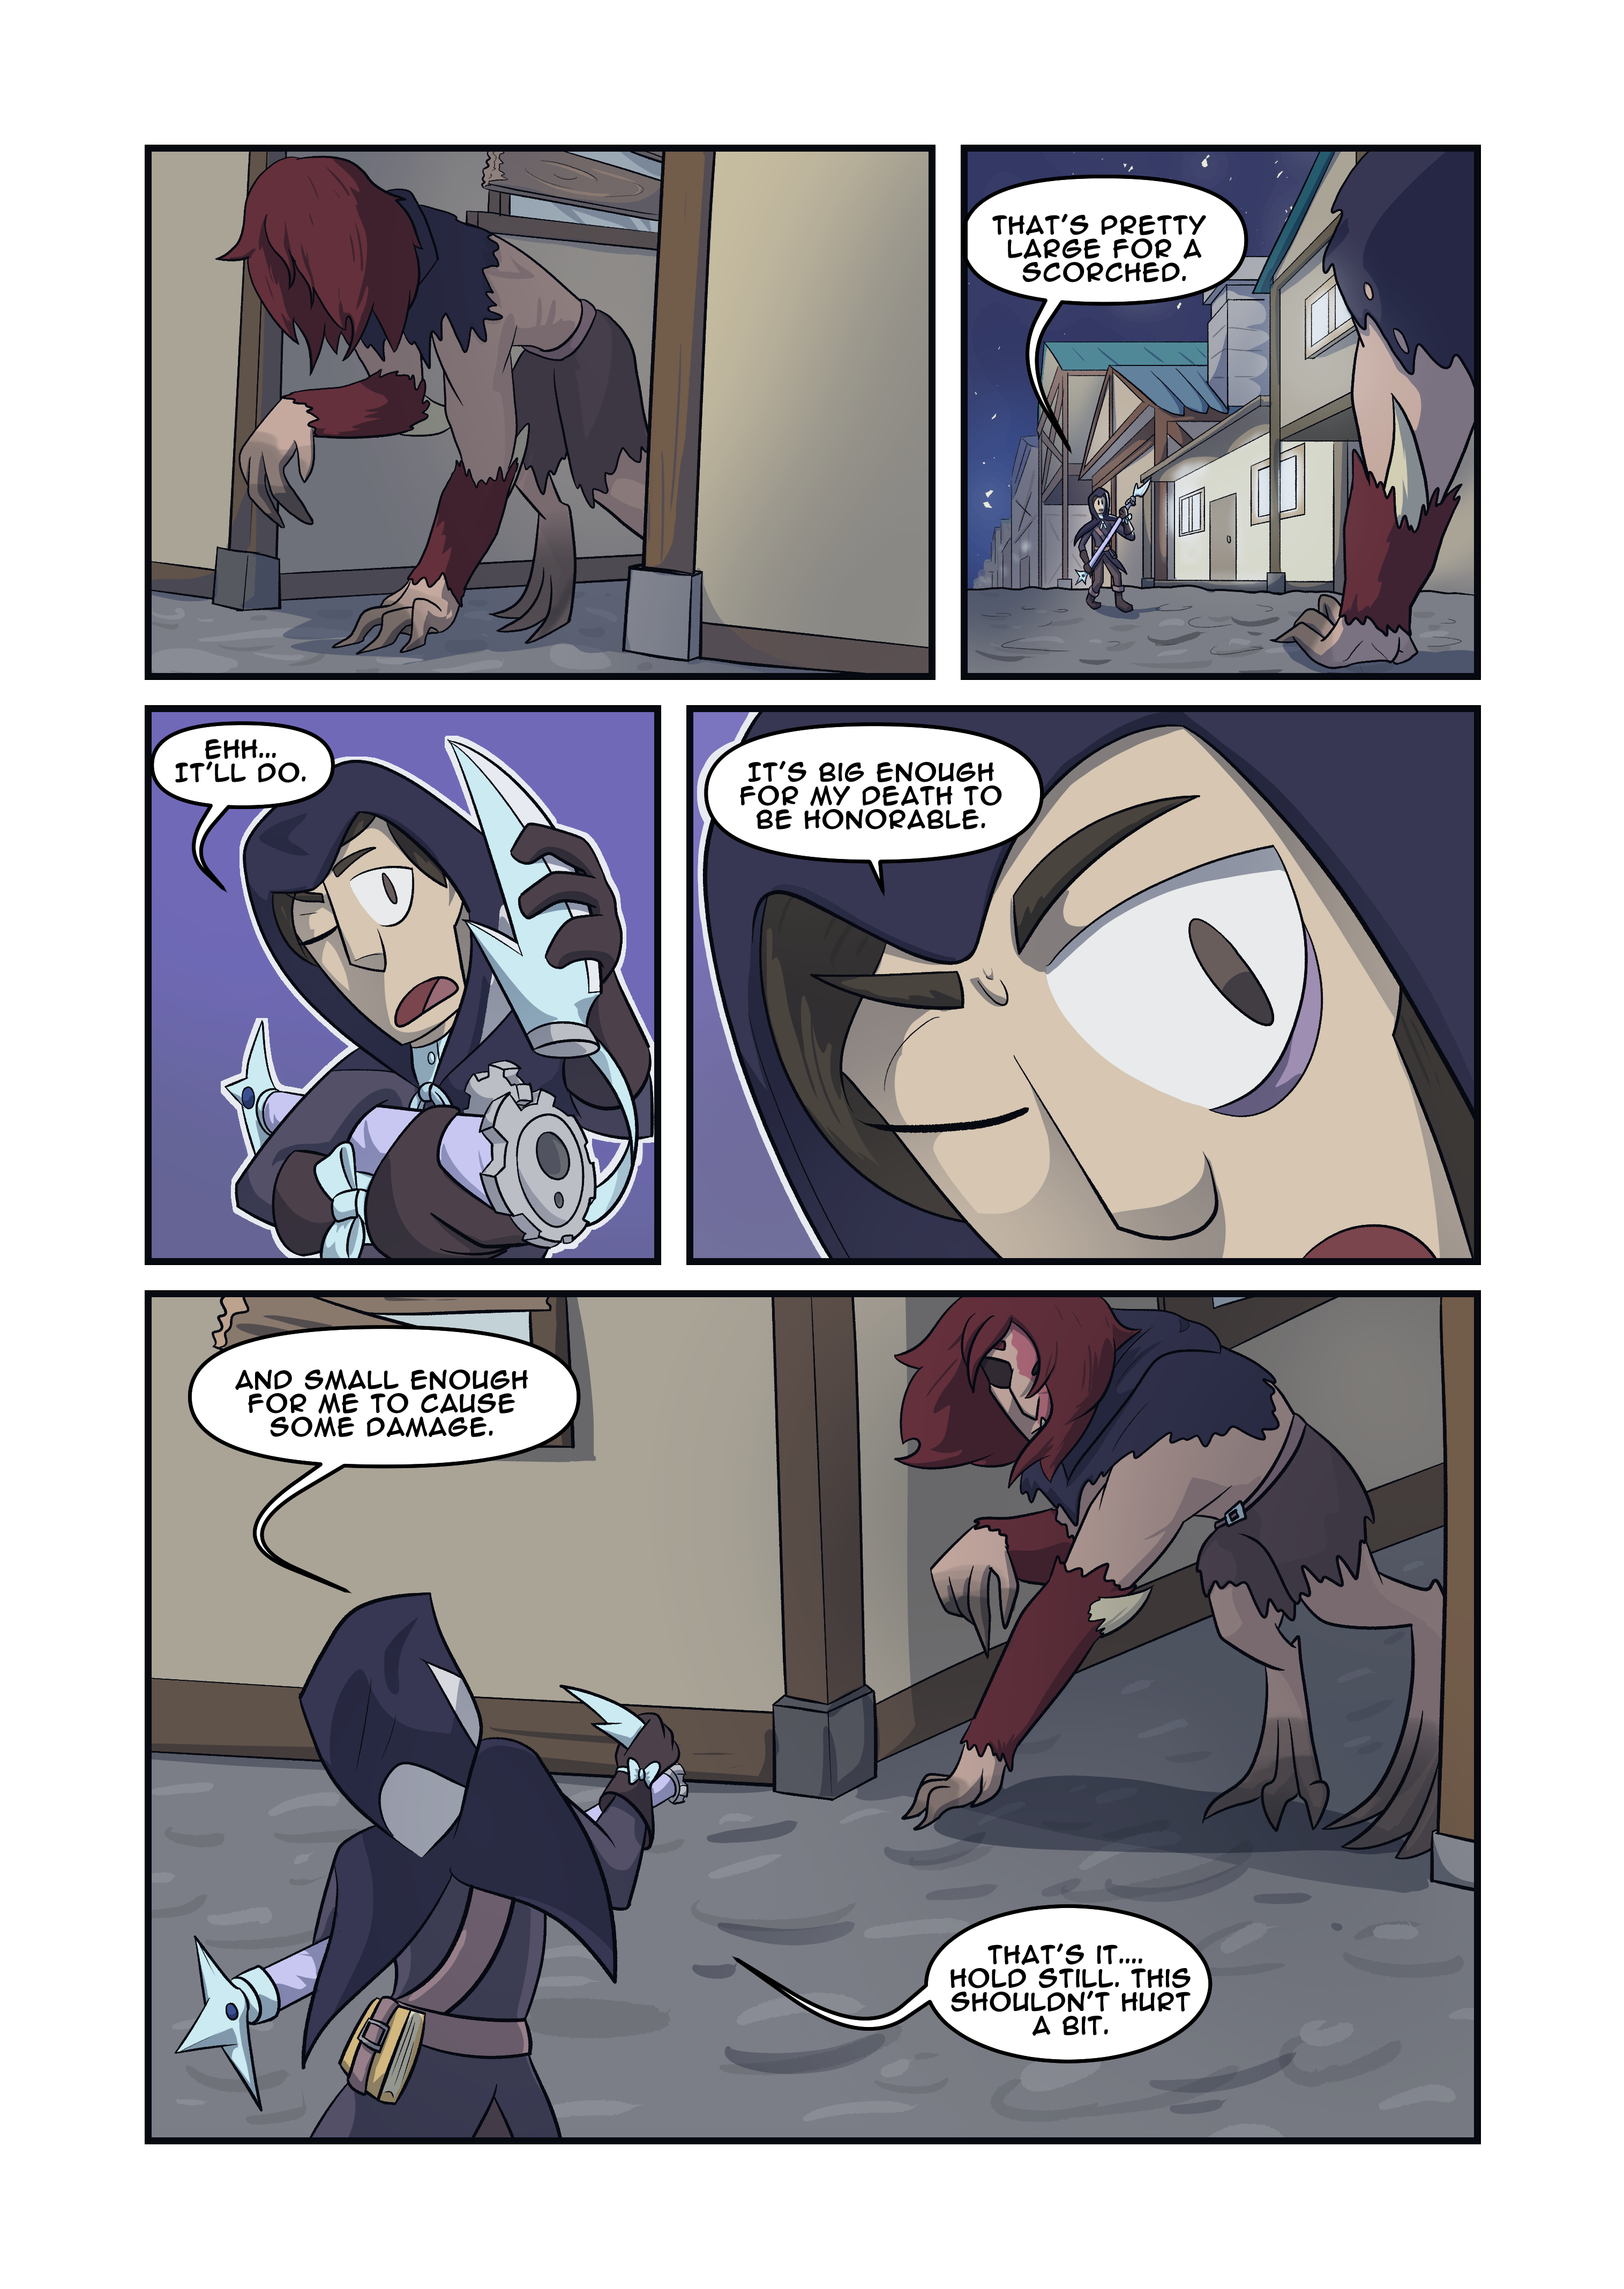 THAT'S PRETTY
LARGE FOR A
SCORCHED.
EHH...
IT'LL DO.
IT'S BIG ENOUGH
FOR MY DEATH TO
BE HONORABLE.
AND SMALL ENOUGH
FOR ME TO CAUSE
SOME DAMAGE.
THAT'S IT....
HOLD STILL. THIS
SHOULDN'T HURT
A BIT.